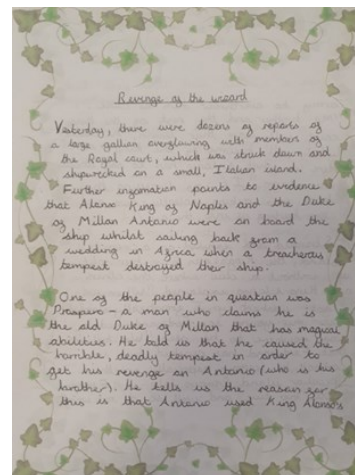 Revenge of the wizard
Yesterday, there were dozens of reports of
a large gallian overflowing with members of
the Royal court, which was struck down and
shipwrecked on a small, Italian island.
Further infomation points to evidence
that Alonso King of Naples and the Duke
of Millan Antonio were on board the
ship whilst sailing back from a
wedding in Africa when a treacherous
tempest destroyed their ship.
One of the people in question was
Prospero - a man who claims he is
the old Duke of Millan that has magical
abilities. He told us that he caused the
horrible, deadly tempest in order to
get his revenge on Antonio (who is his
brother). He tells us the reason for
this is that Antonio used King Alonso's